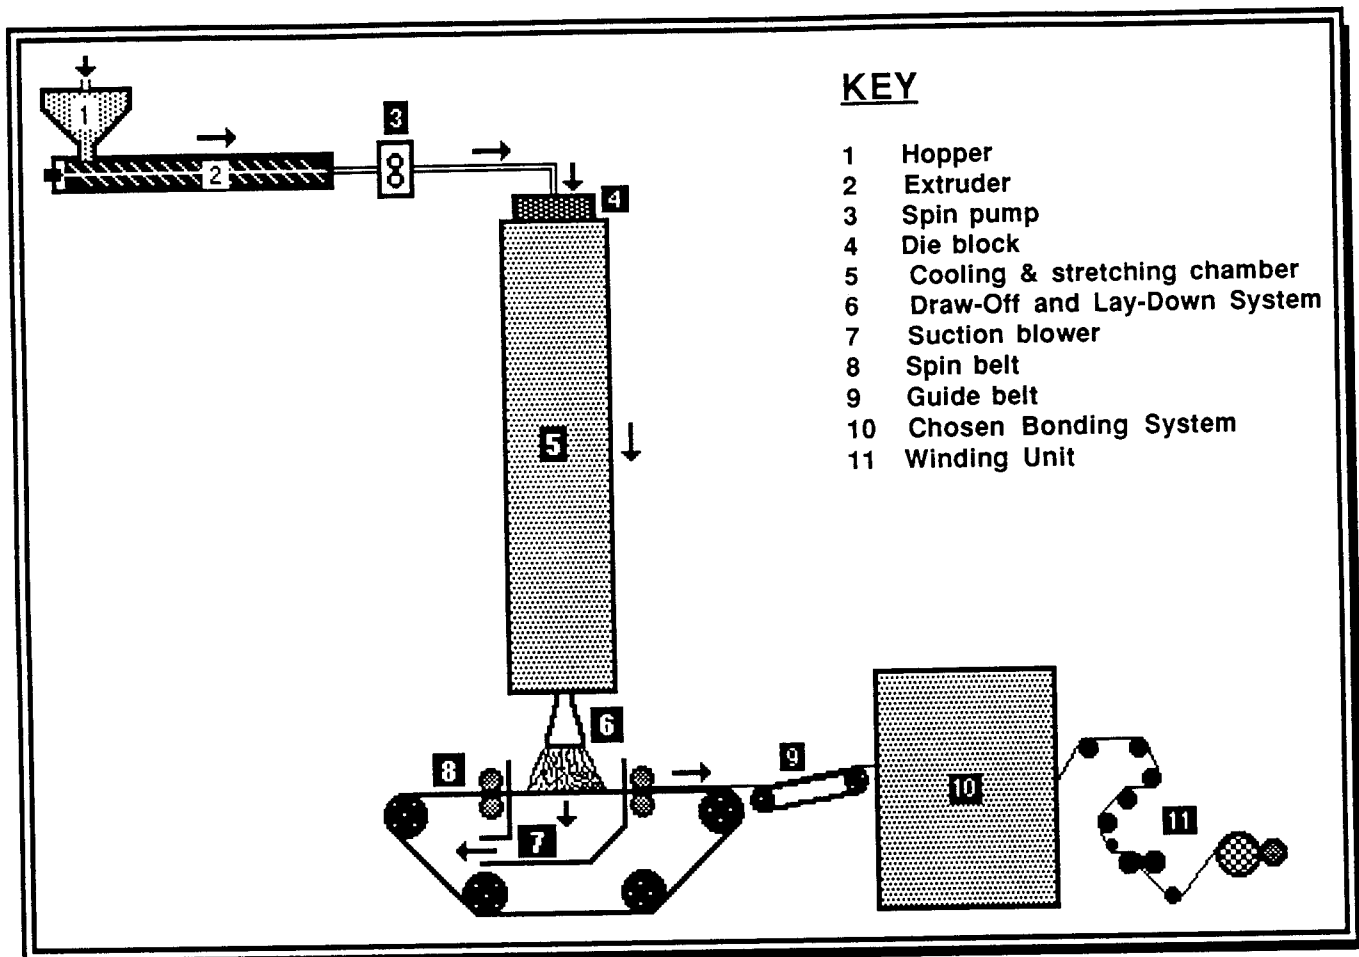 KEY
1 Hopper
2 Extruder
3 Spin pump
4 Die block
5 Cooling & stretching chamber
6 Draw-Off and Lay-Down System
7 Suction blower
8 Spin belt
9 Guide belt
10 Chosen Bonding System
11 Winding Unit
1
2
3
4
5
6
7
8
9
10
11